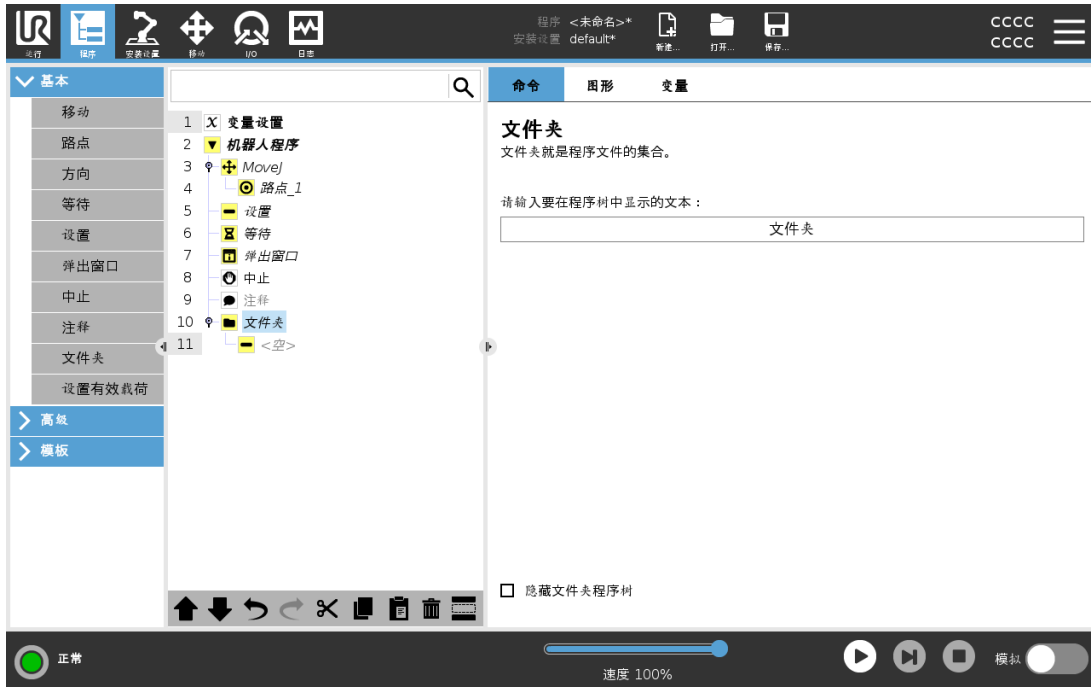 UR
运行
程序
安装设置
移动
I/O
日志
程序 <未命名>*
安装设置 default*
新建...
打开...
保存...
CCCC
CCCC
基本
移动
路点
方向
等待
设置
弹出窗口
中止
注释
文件夹
设置有效载荷
高级
模板
1 X 变量设置
2 机器人程序
3 MoveJ
4 路点_1
5 设置
6 等待
7 弹出窗口
8 中止
9 注释
10 文件夹
11 <空>
命令 图形 变量
文件夹
文件夹就是程序文件的集合。
请输入要在程序树中显示的文本：
文件夹
隐藏文件夹程序树
正常
速度 100%
模拟